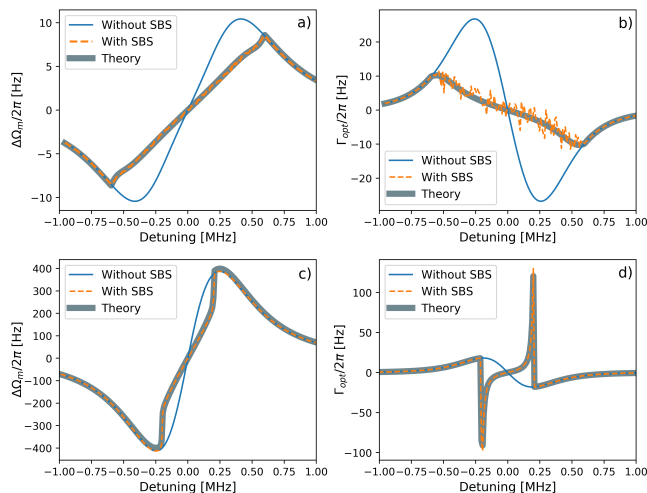 a)
Without SBS
With SBS
Theory
ΔΩm/2π [Hz]
10
5
0
−5
−10
−1.00
−0.75
−0.50
−0.25
0.00
0.25
0.50
0.75
1.00
Detuning [MHz]
b)
Γopt/2π [Hz]
20
10
0
−10
−20
Without SBS
With SBS
Theory
−1.00
−0.75
−0.50
−0.25
0.00
0.25
0.50
0.75
1.00
Detuning [MHz]
c)
Without SBS
With SBS
Theory
ΔΩm/2π [Hz]
400
300
200
100
0
−100
−200
−300
−400
−1.00
−0.75
−0.50
−0.25
0.00
0.25
0.50
0.75
1.00
Detuning [MHz]
d)
Without SBS
With SBS
Theory
Γopt/2π [Hz]
100
50
0
−50
−100
−1.00
−0.75
−0.50
−0.25
0.00
0.25
0.50
0.75
1.00
Detuning [MHz]